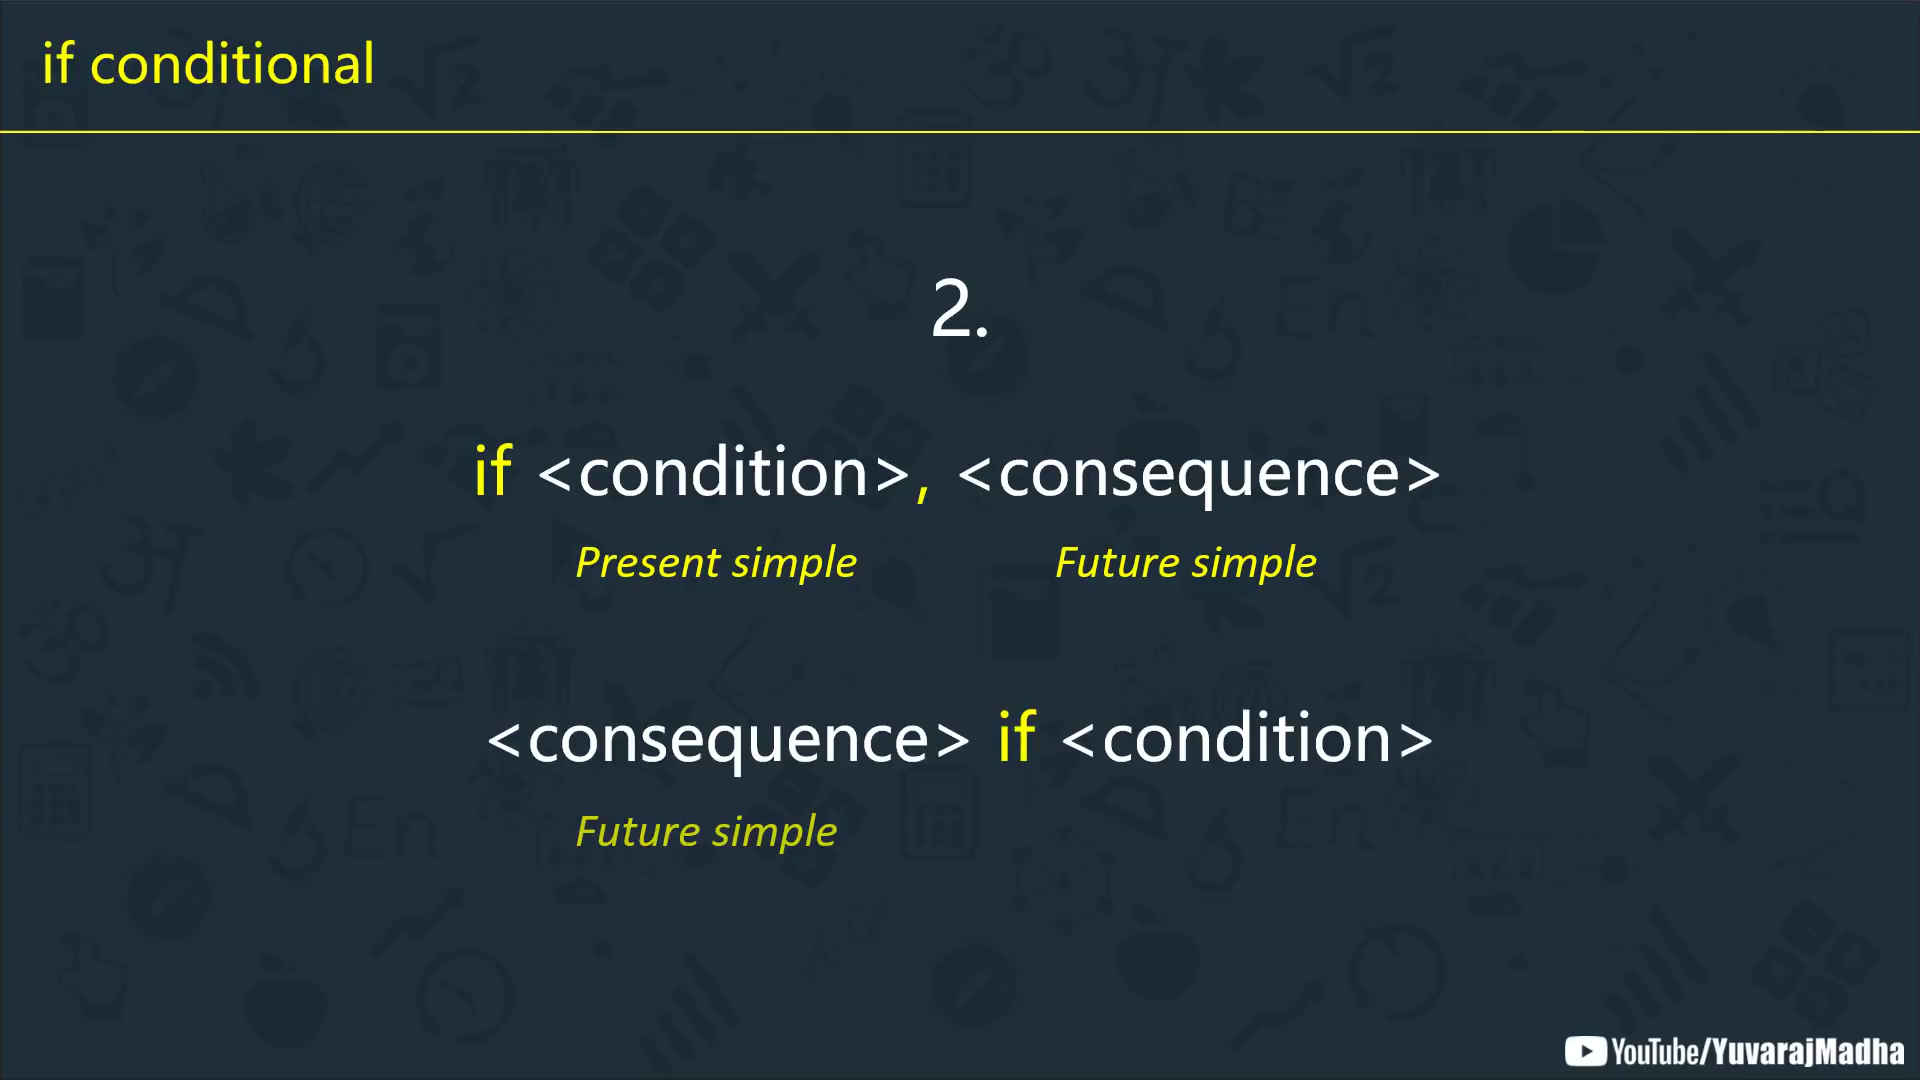 if conditional
2.
if <condition>, <consequence>
Present simple Future simple
<consequence> if <condition>
Future simple
YouTube/YuvarajMadha